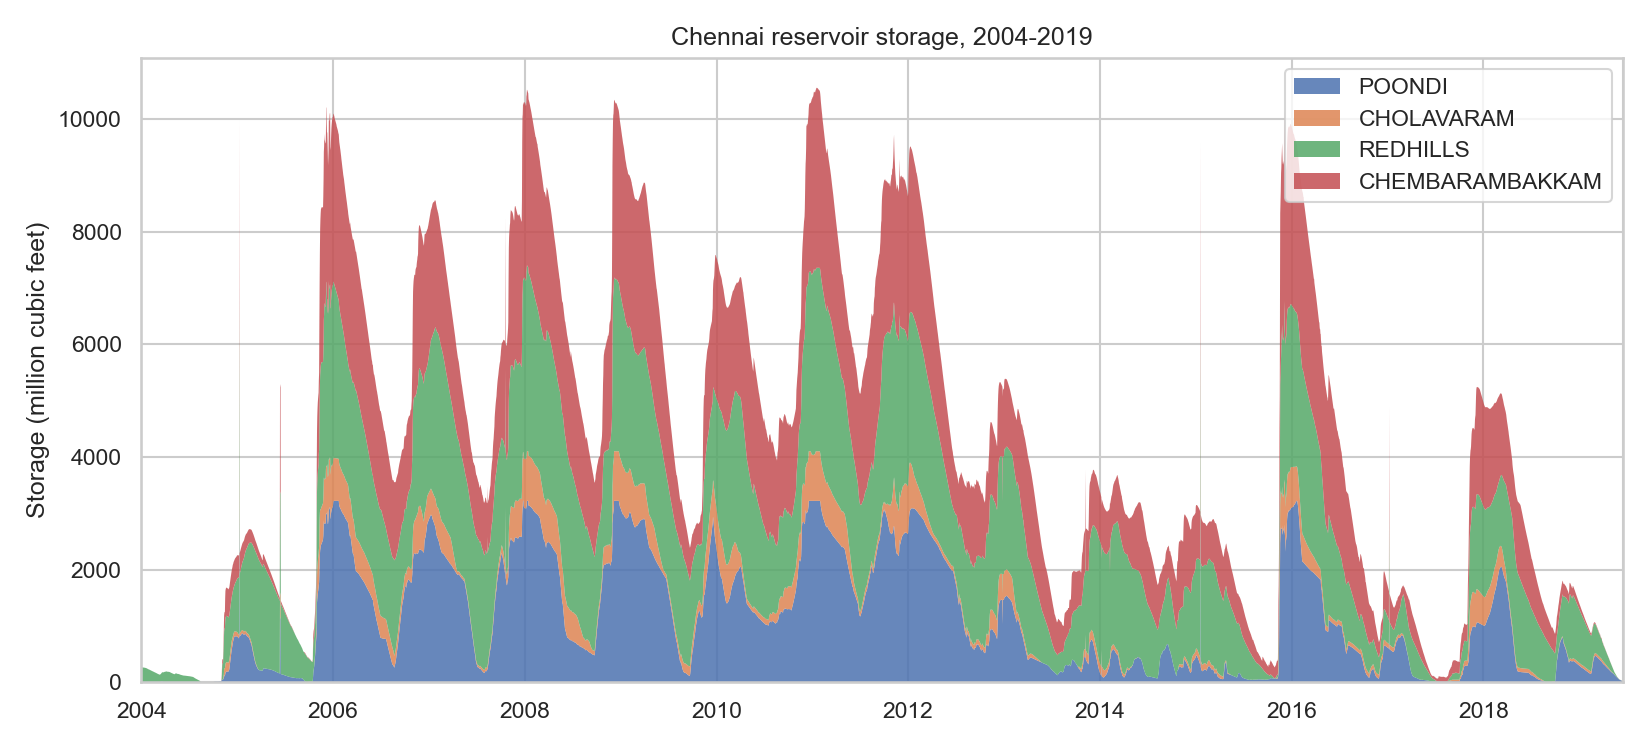 Chennai reservoir storage, 2004-2019
Storage (million cubic feet)
10000
8000
6000
4000
2000
0
2004
2006
2008
2010
2012
2014
2016
2018
POONDI
CHOLAVARAM
REDHILLS
CHEMBARAMBAKKAM